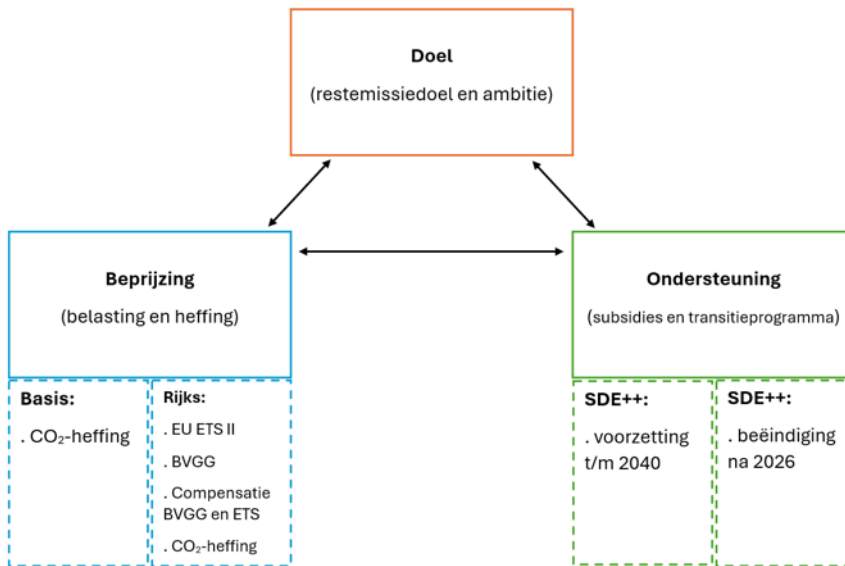 Doel
(restemissiedoel en ambitie)
Beprijzing
(belasting en heffing)
Ondersteuning
(subsidies en transitieprogramma)
Basis:
. CO₂-heffing
Rijks:
. EU ETS II
. BVGG
. Compensatie
BVGG en ETS
. CO₂-heffing
SDE++:
. voorzetting
t/m 2040
SDE++:
. beëindiging
na 2026